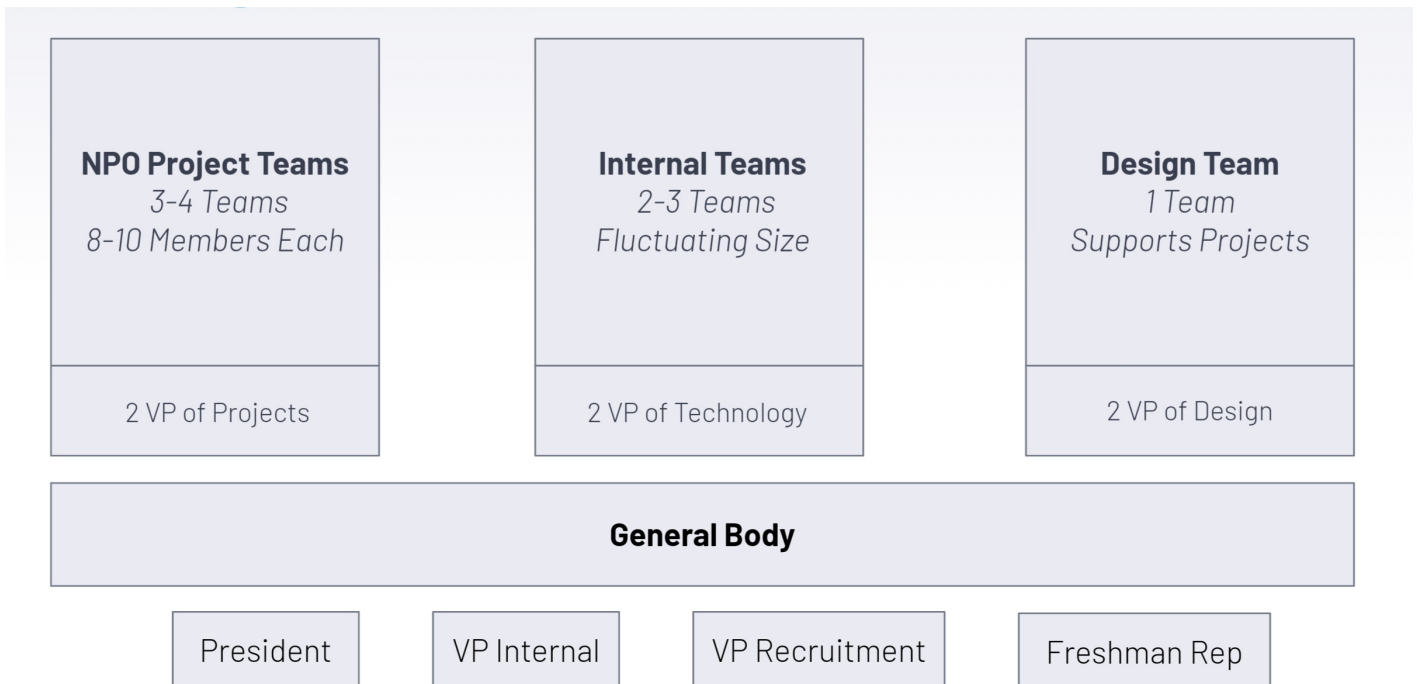 NPO Project Teams
3-4 Teams
8-10 Members Each
2 VP of Projects
Internal Teams
2-3 Teams
Fluctuating Size
2 VP of Technology
Design Team
1 Team
Supports Projects
2 VP of Design
General Body
President
VP Internal
VP Recruitment
Freshman Rep